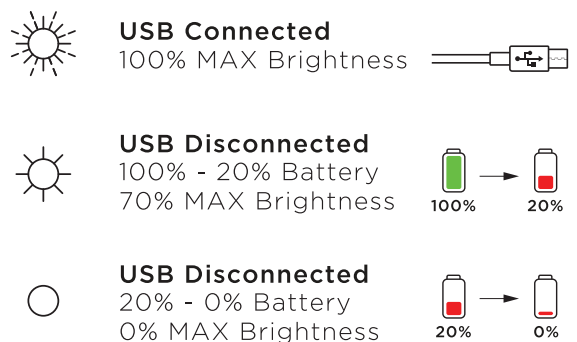 USB Connected
100% MAX Brightness
USB Disconnected
100% - 20% Battery
70% MAX Brightness
100%
20%
USB Disconnected
20% - 0% Battery
0% MAX Brightness
20%
0%